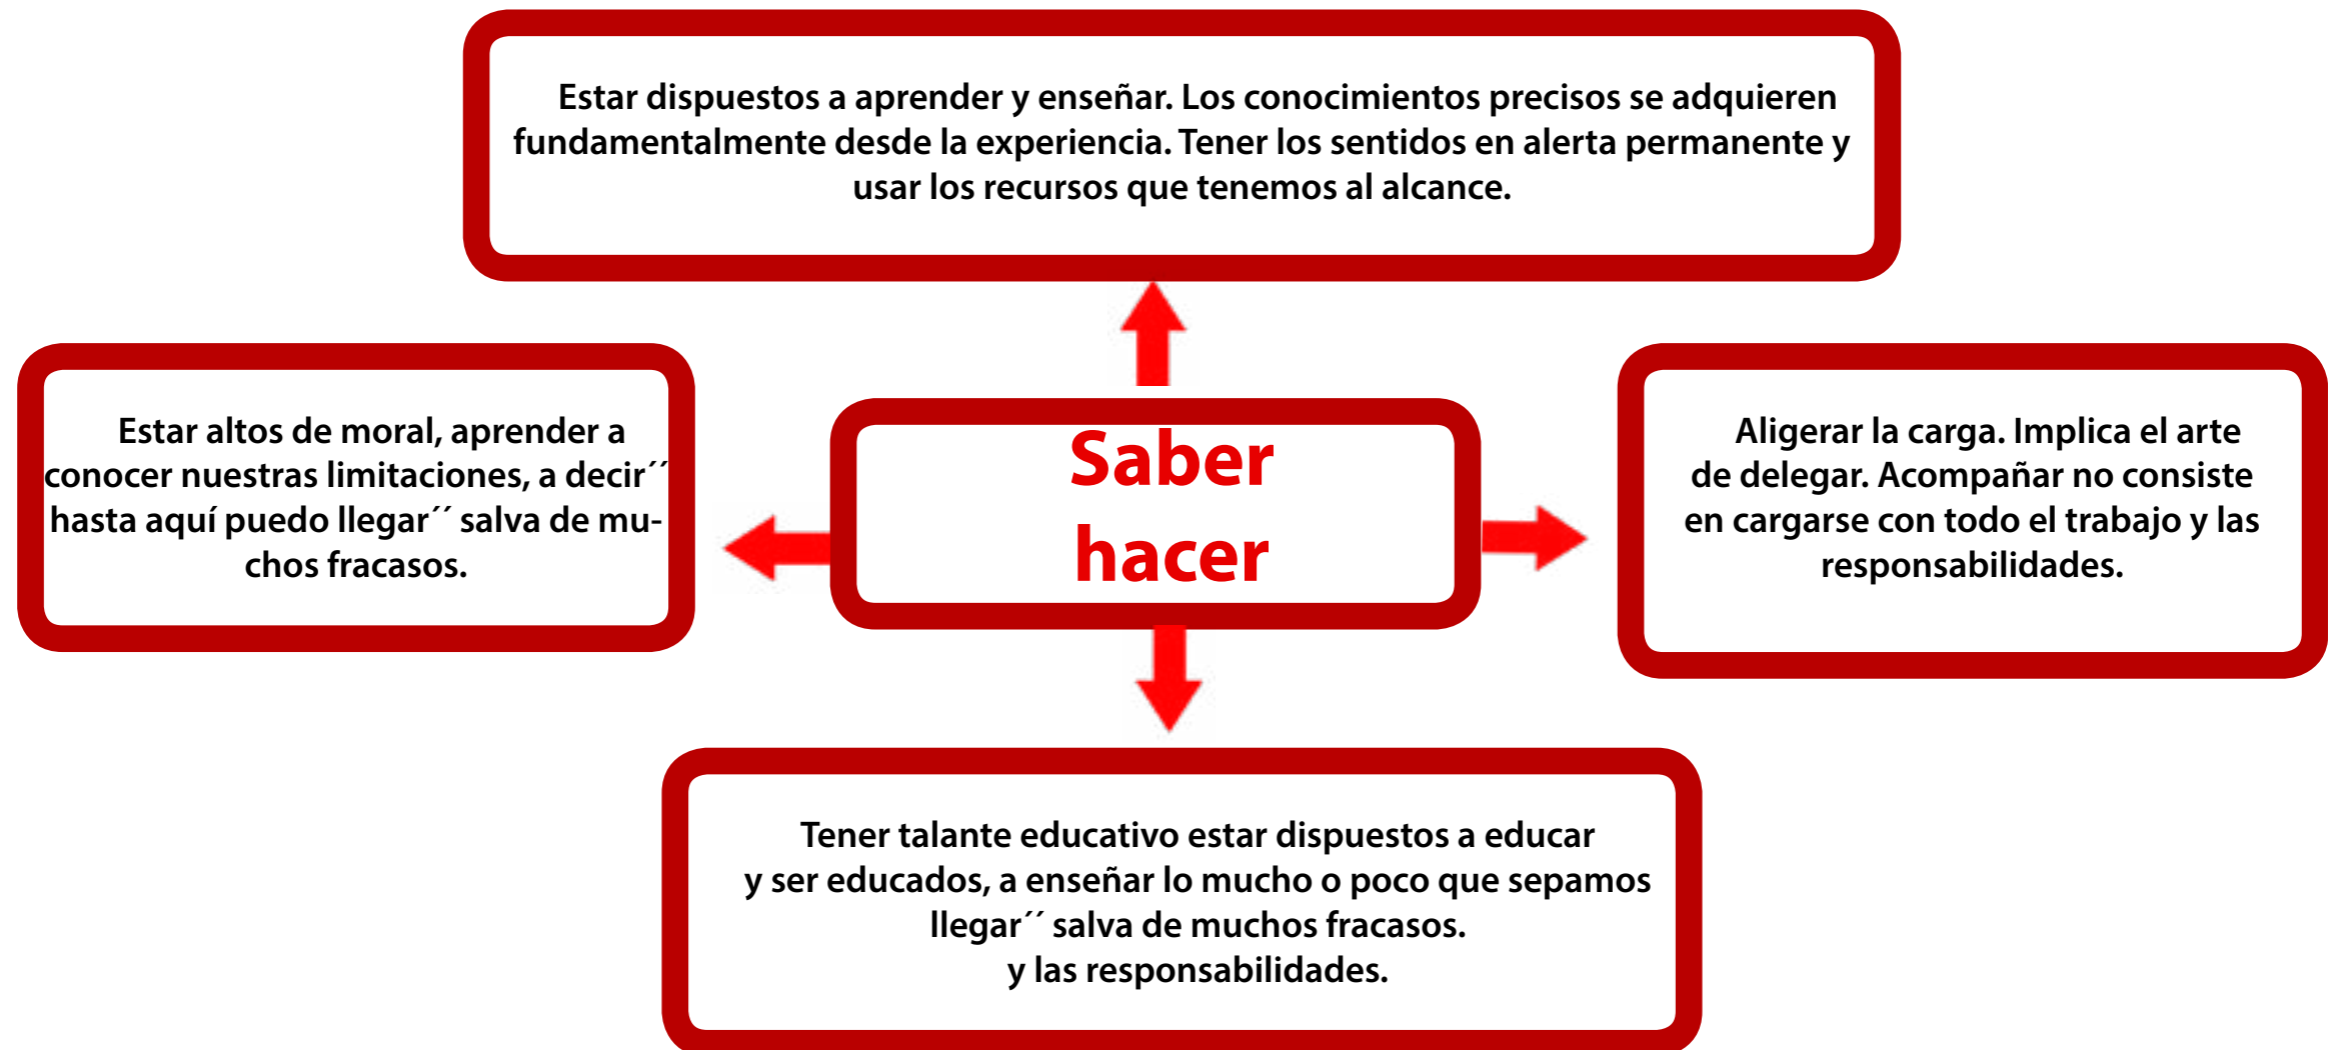 Estar dispuestos a aprender y enseñar. Los conocimientos precisos se adquieren
fundamentalmente desde la experiencia. Tener los sentidos en alerta permanente y
usar los recursos que tenemos al alcance.
Estar altos de moral, aprender a
conocer nuestras limitaciones, a decir´´
hasta aquí puedo llegar´´ salva de mu-
chos fracasos.
Saber
hacer
Aligerar la carga. Implica el arte
de delegar. Acompañar no consiste
en cargarse con todo el trabajo y las
responsabilidades.
Tener talante educativo estar dispuestos a educar
y ser educados, a enseñar lo mucho o poco que sepamos
llegar´´ salva de muchos fracasos.
y las responsabilidades.